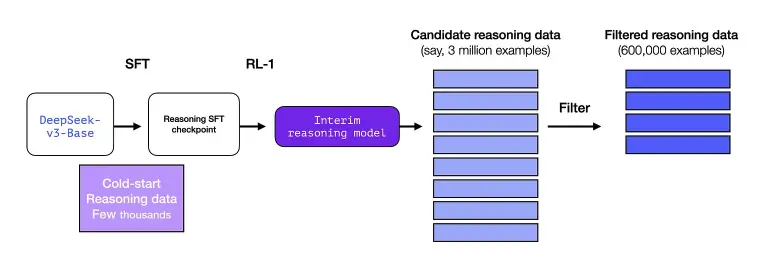 SFT
RL-1
Candidate reasoning data
(say, 3 million examples)
Filtered reasoning data
(600,000 examples)
DeepSeek-
v3-Base
Reasoning SFT
checkpoint
Interim
reasoning model
Filter
Cold-start
Reasoning data
Few thousands